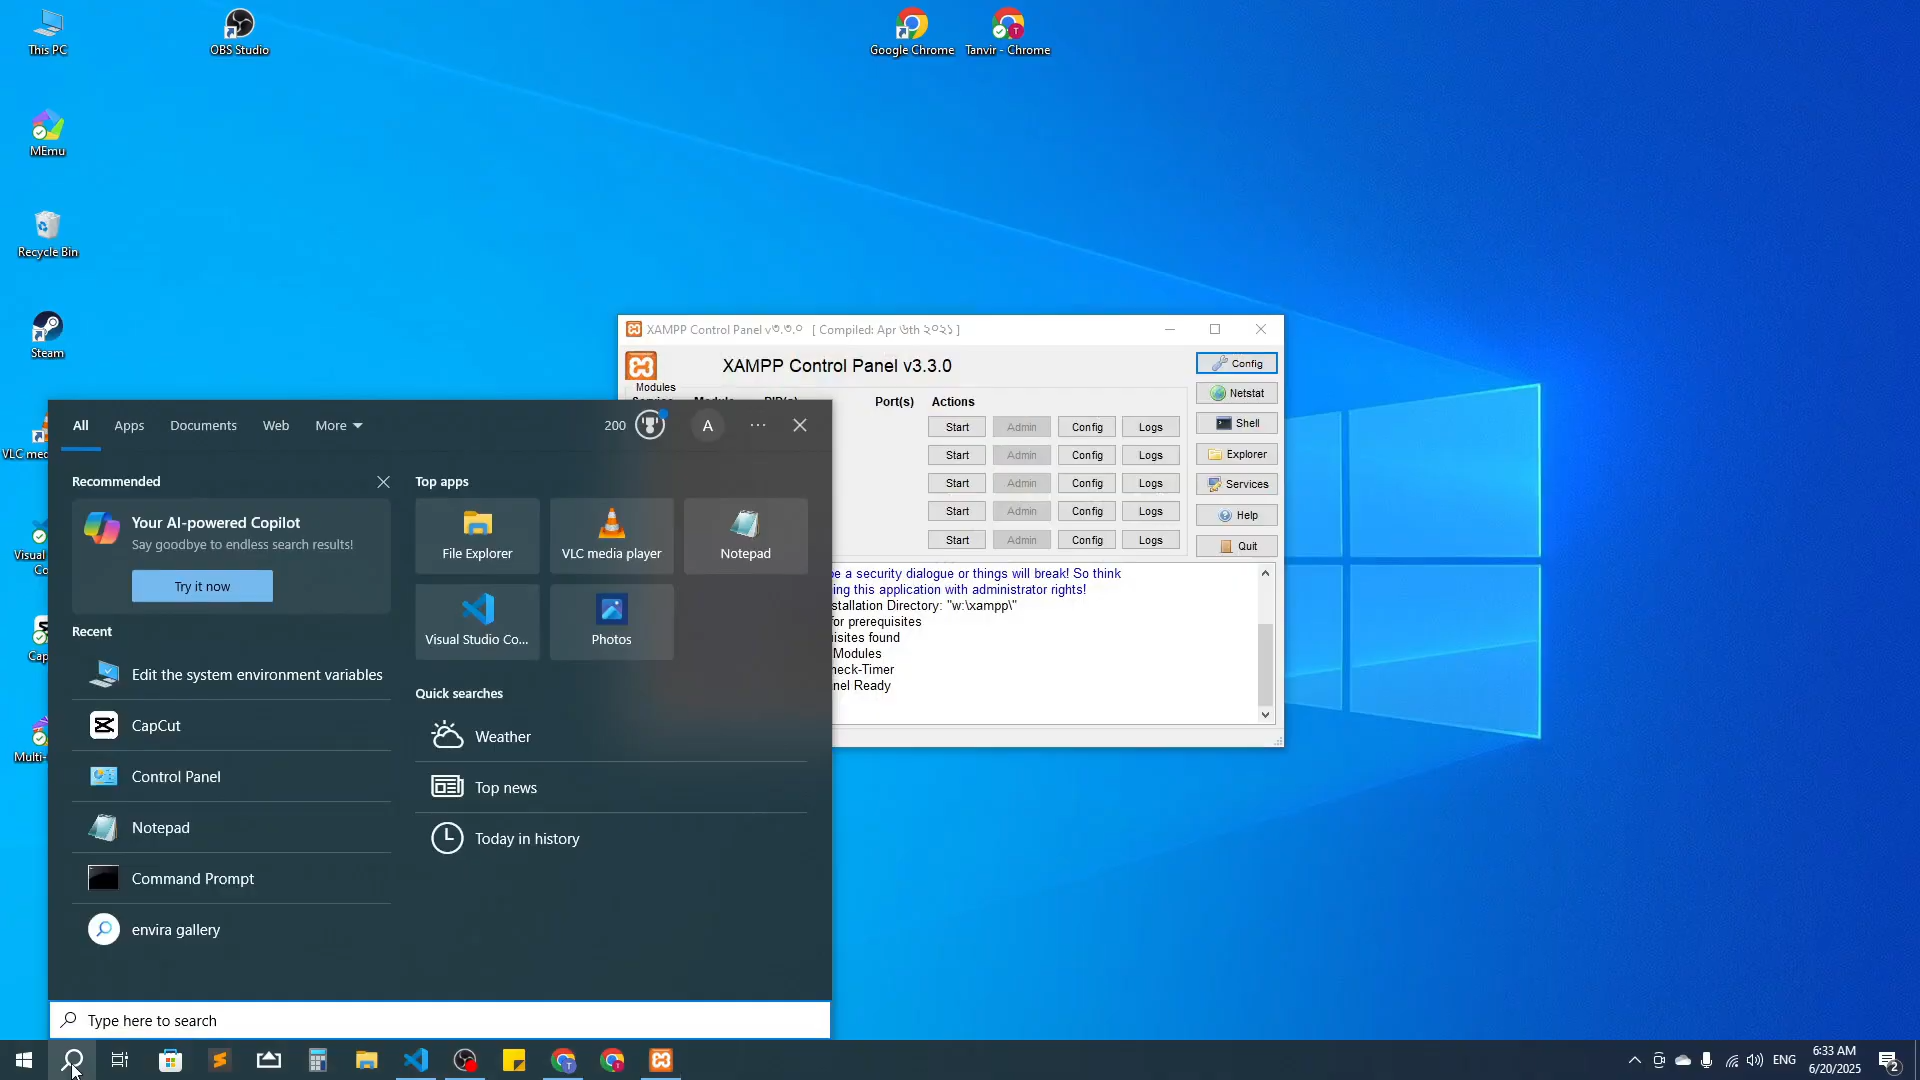 This PC
OBS Studio
Google Chrome
Tanvir - Chrome
MEmu
Recycle Bin
Steam
XAMPP Control Panel v৩.৩.০ [ Compiled: Apr ৬th ২০২১ ]
XAMPP Control Panel v3.3.0
Modules
Port(s)
Actions
Start
Admin
Config
Logs
Start
Admin
Config
Logs
Start
Admin
Config
Logs
Start
Admin
Config
Logs
Start
Admin
Config
Logs
Config
Netstat
Shell
Explorer
Services
Help
Quit
be a security dialogue or things will break! So think
ing this application with administrator rights!
stallation Directory: "w:\xampp\"
for prerequisites
isites found
Modules
heck-Timer
nel Ready
All
Apps
Documents
Web
More
200
A
Recommended
Your AI-powered Copilot
Say goodbye to endless search results!
Try it now
Recent
Edit the system environment variables
CapCut
Control Panel
Notepad
Command Prompt
envira gallery
Top apps
File Explorer
VLC media player
Notepad
Visual Studio Co...
Photos
Quick searches
Weather
Top news
Today in history
VLC med
Visual
Co
Cap
Multi-
Type here to search
ENG
6:33 AM
6/20/2025
2